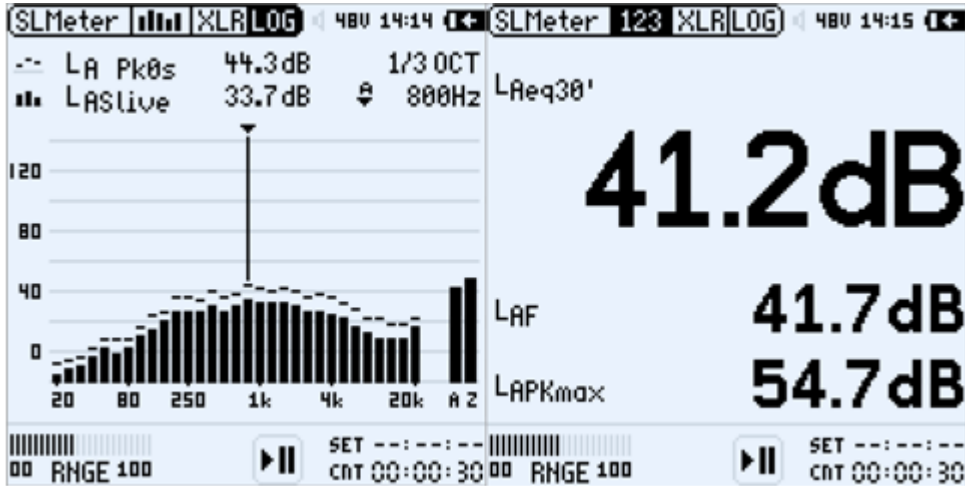 SLMeter XLR LOG 48V 14:14
LA Pk0s 44.3dB 1/3 OCT
LASlive 33.7dB 800Hz
120
80
40
0
20 80 250 1k 4k 20k A Z
SET --:--:--
00 RNGE 100 CNT 00:00:30
SLMeter 123 XLR LOG 48V 14:15
LAeq30'
41.2dB
LAF 41.7dB
LAPKmax 54.7dB
SET --:--:--
00 RNGE 100 CNT 00:00:30